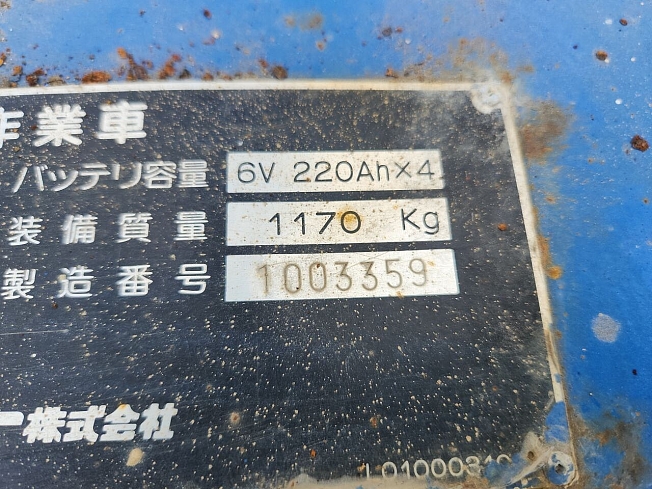 作業車
バッテリ容量 6V 220Ah×4
装備質量 1170 Kg
製造番号 1003359
ー株式会社